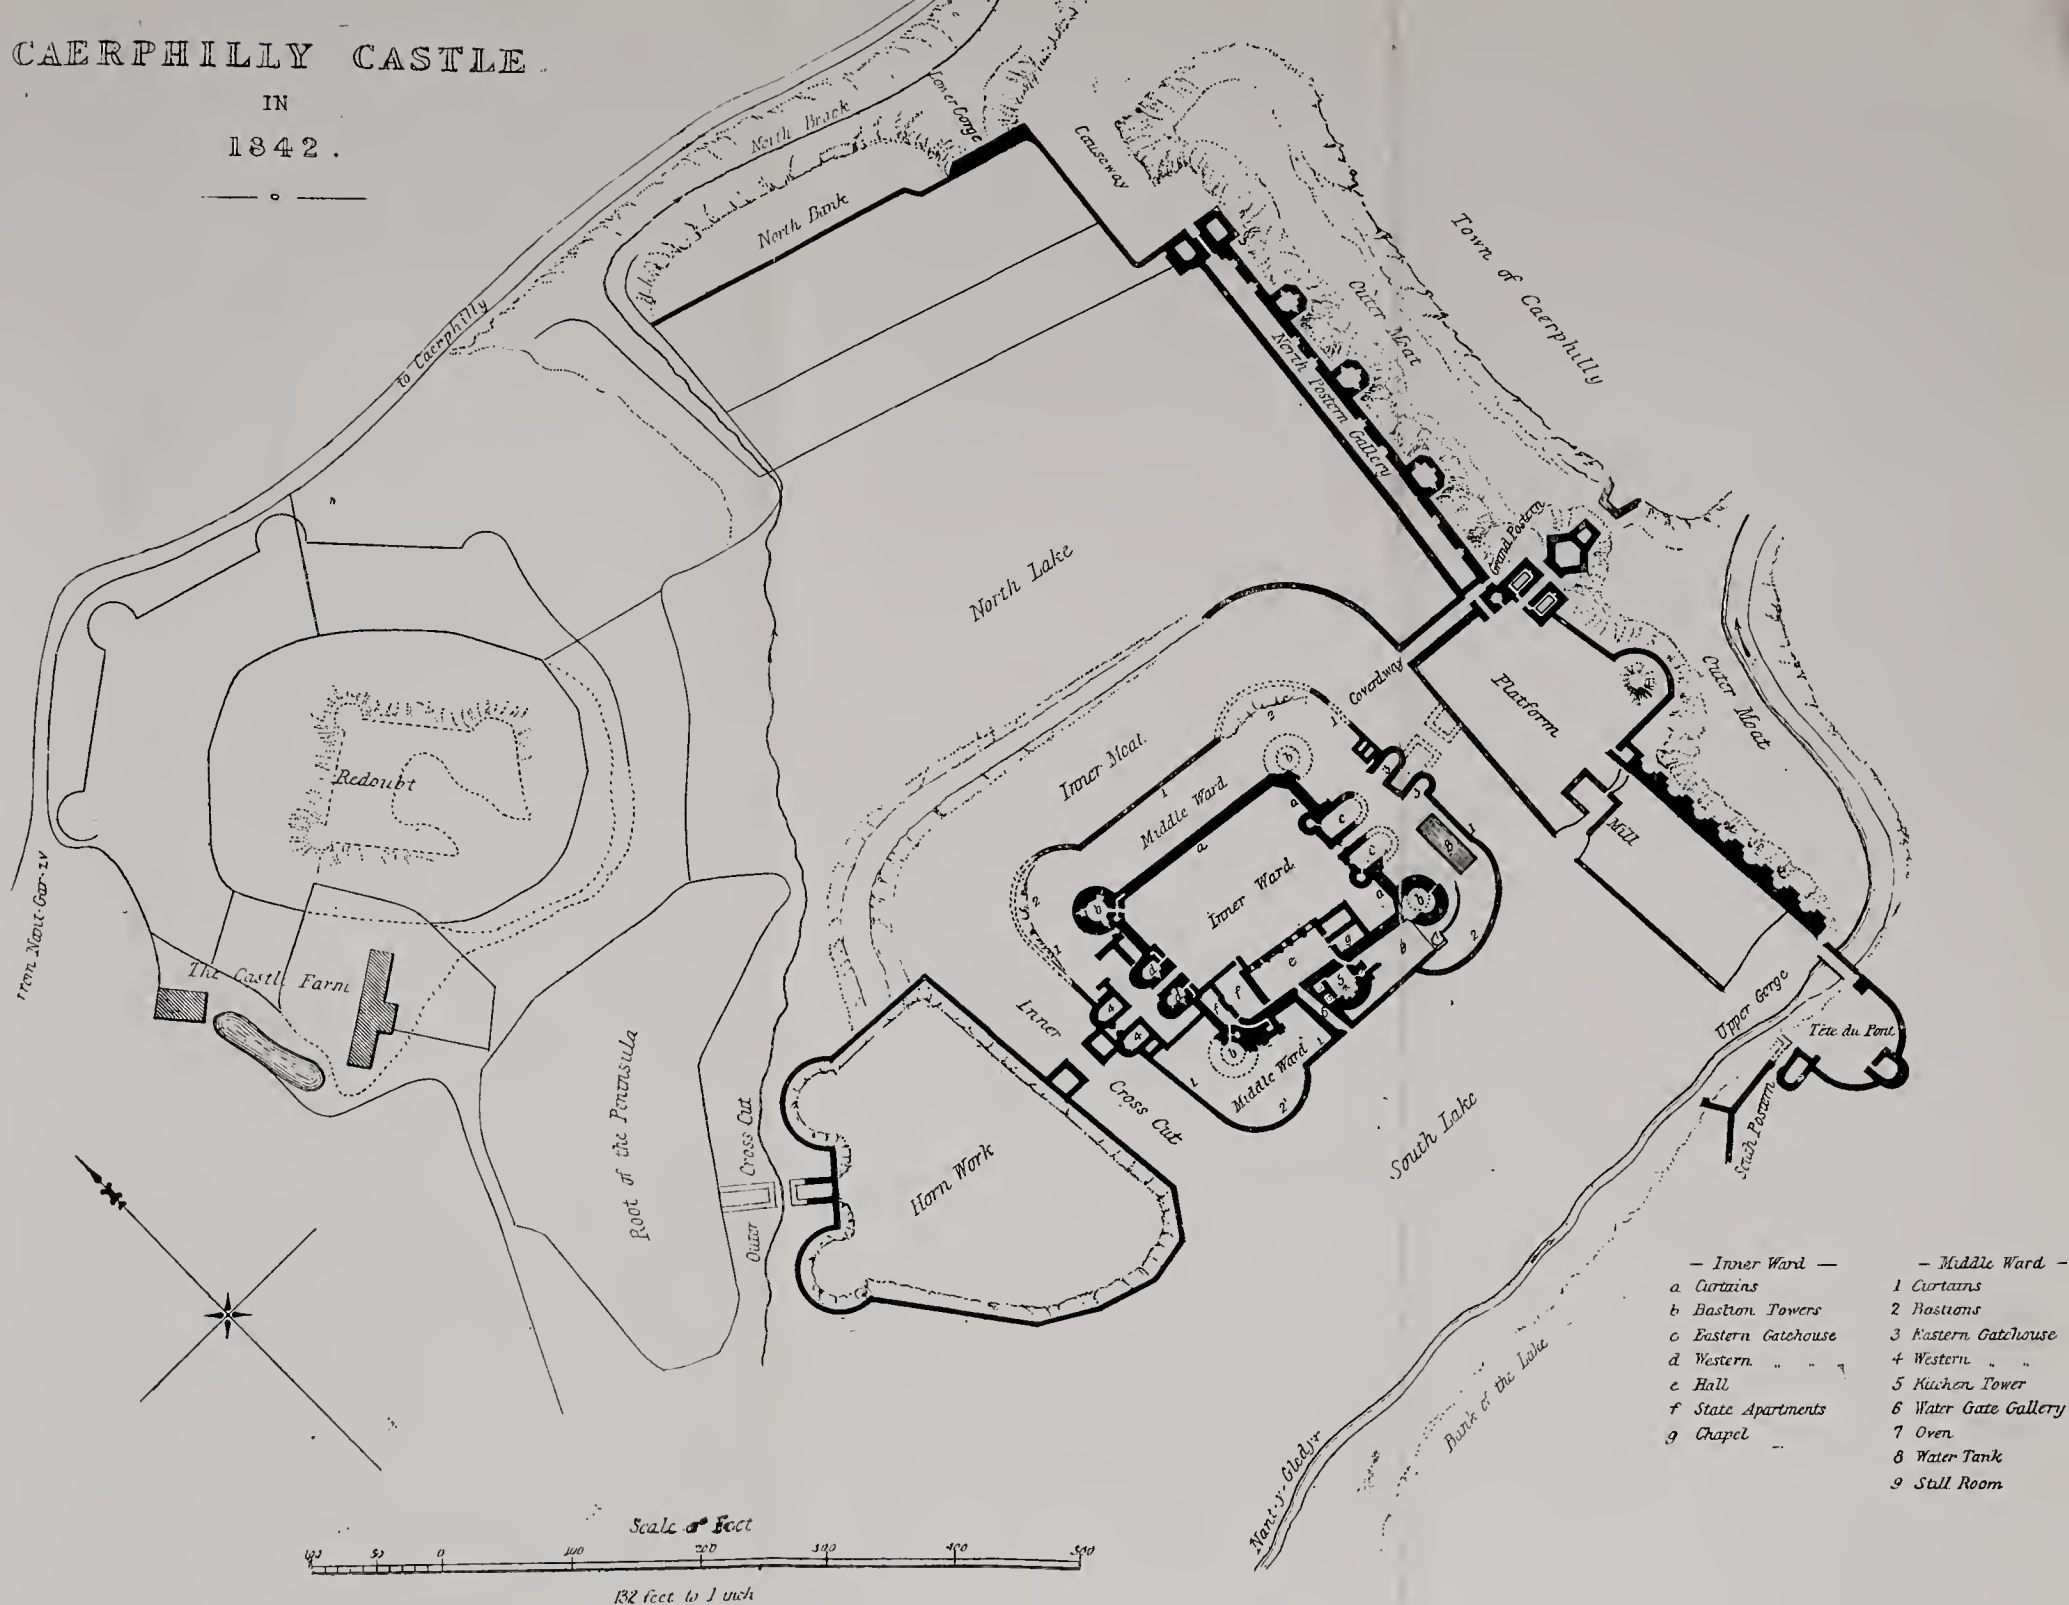 CAERPHILLY CASTLE.
IN
1842.
North Brook
Lower Gorge
Causeway
North Bank
Town of Caerphilly
to Caerphilly
Outer Moat
North Postern Gallery
Grand Postern
North Lake
Coverdway
Platform
Outer Moat
Redoubt
Inner Moat.
Middle Ward
Inner Ward
Mill
The Castle Farm
Inner
Cross Cut
Upper Gorge
Tête du Pont
Root of the Peninsula
Cross Cut
Outer
Horn Work
Middle Ward
South Lake
South Postern
Bank of the Lake
Nant-y-Gledyr
— Inner Ward —
a Curtains
b Bastion Towers
c Eastern Gatehouse
d Western „ „
e Hall
f State Apartments
g Chapel
— Middle Ward —
1 Curtains
2 Bastions
3 Eastern Gatehouse
4 Western „ „
5 Kitchen Tower
6 Water Gate Gallery
7 Oven
8 Water Tank
9 Still Room
Scale of Feet
100 50 0 100 200 300 400 500
132 feet to 1 inch